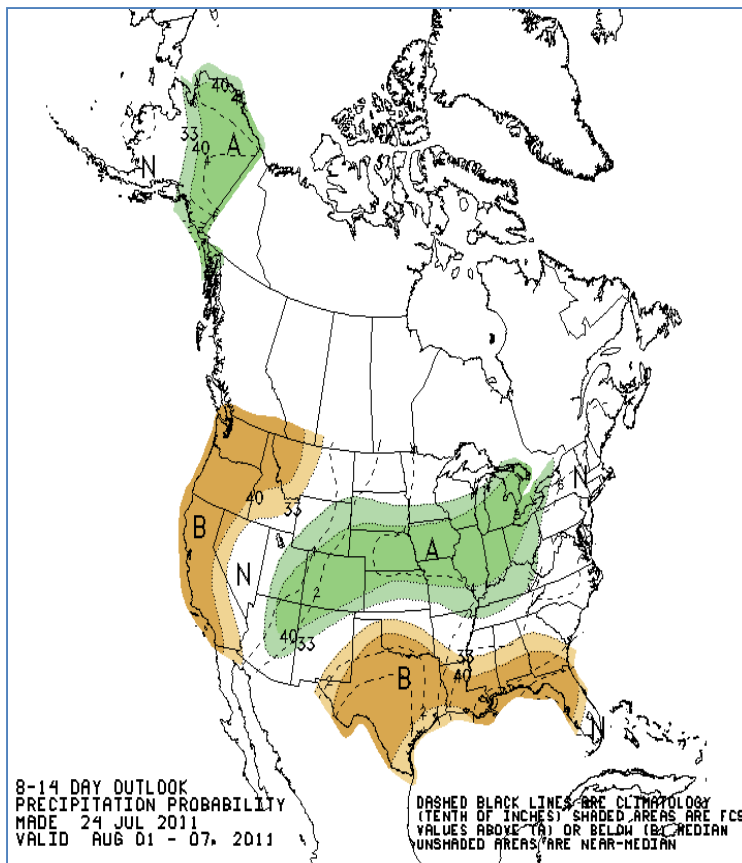 40
33
40
A
N
N
40
33
B
A
N
2
40
33
33
40
B
2
N
8-14 DAY OUTLOOK
PRECIPITATION PROBABILITY
MADE 24 JUL 2011
VALID AUG 01 - 07, 2011
DASHED BLACK LINES ARE CLIMATOLOGY
(TENTH OF INCHES) SHADED AREAS ARE FCS
VALUES ABOVE (A) OR BELOW (B) MEDIAN
UNSHADED AREAS ARE NEAR-MEDIAN